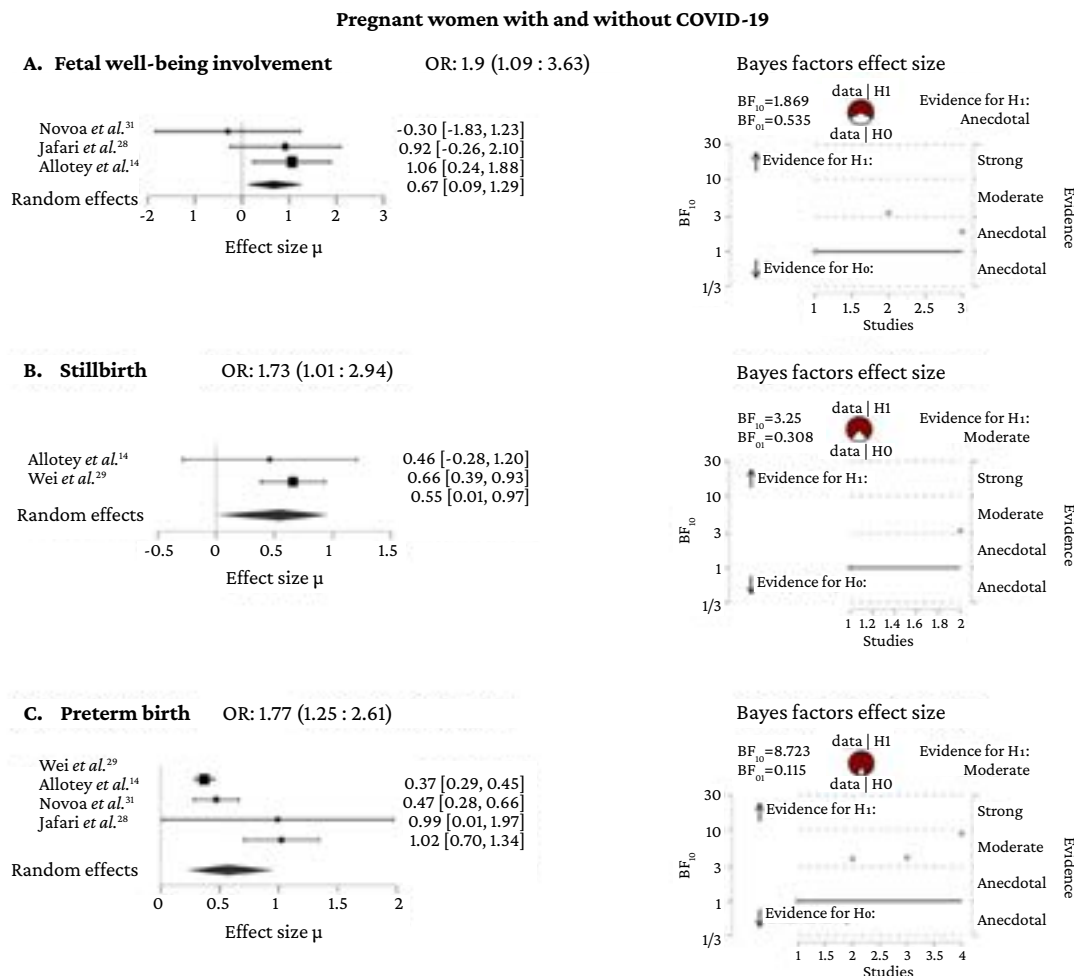 Pregnant women with and without COVID-19
A. Fetal well-being involvement OR: 1.9 (1.09 : 3.63)
Novoa et al.³¹ -0.30 [-1.83, 1.23]
Jafari et al.²⁸ 0.92 [-0.26, 2.10]
Allotey et al.¹⁴ 1.06 [0.24, 1.88]
Random effects 0.67 [0.09, 1.29]
-2 1 0 1 2 3
Effect size µ
Bayes factors effect size
data | H1
BF₁₀=1.869
BF₀₁=0.535
data | H0
Evidence for H1:
Anecdotal
30
10
3
1
1/3
BF₁₀
Evidence for H1:
Evidence for H0:
Strong
Moderate
Anecdotal
Anecdotal
Evidence
1 1.5 2 2.5 3
Studies
B. Stillbirth OR: 1.73 (1.01 : 2.94)
Allotey et al.¹⁴ 0.46 [-0.28, 1.20]
Wei et al.²⁹ 0.66 [0.39, 0.93]
Random effects 0.55 [0.01, 0.97]
-0.5 0 0.5 1 1.5
Effect size µ
Bayes factors effect size
data | H1
BF₁₀=3.25
BF₀₁=0.308
data | H0
Evidence for H1:
Moderate
30
10
3
1
1/3
BF₁₀
Evidence for H1:
Evidence for H0:
Strong
Moderate
Anecdotal
Anecdotal
Evidence
1 1.2 1.4 1.6 1.8 2
Studies
C. Preterm birth OR: 1.77 (1.25 : 2.61)
Wei et al.²⁹ 0.37 [0.29, 0.45]
Allotey et al.¹⁴ 0.47 [0.28, 0.66]
Novoa et al.³¹ 0.99 [0.01, 1.97]
Jafari et al.²⁸ 1.02 [0.70, 1.34]
Random effects
0 0.5 1 1.5 2
Effect size µ
Bayes factors effect size
data | H1
BF₁₀=8.723
BF₀₁=0.115
data | H0
Evidence for H1:
Moderate
30
10
3
1
1/3
BF₁₀
Evidence for H1:
Evidence for H0:
Strong
Moderate
Anecdotal
Anecdotal
Evidence
1 1.5 2 2.5 3 3.5 4
Studies